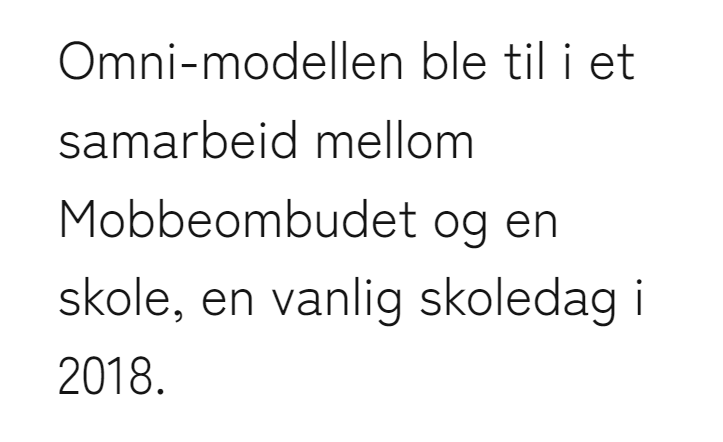 Omni-modellen ble til i et
samarbeid mellom
Mobbeombudet og en
skole, en vanlig skoledag i
2018.